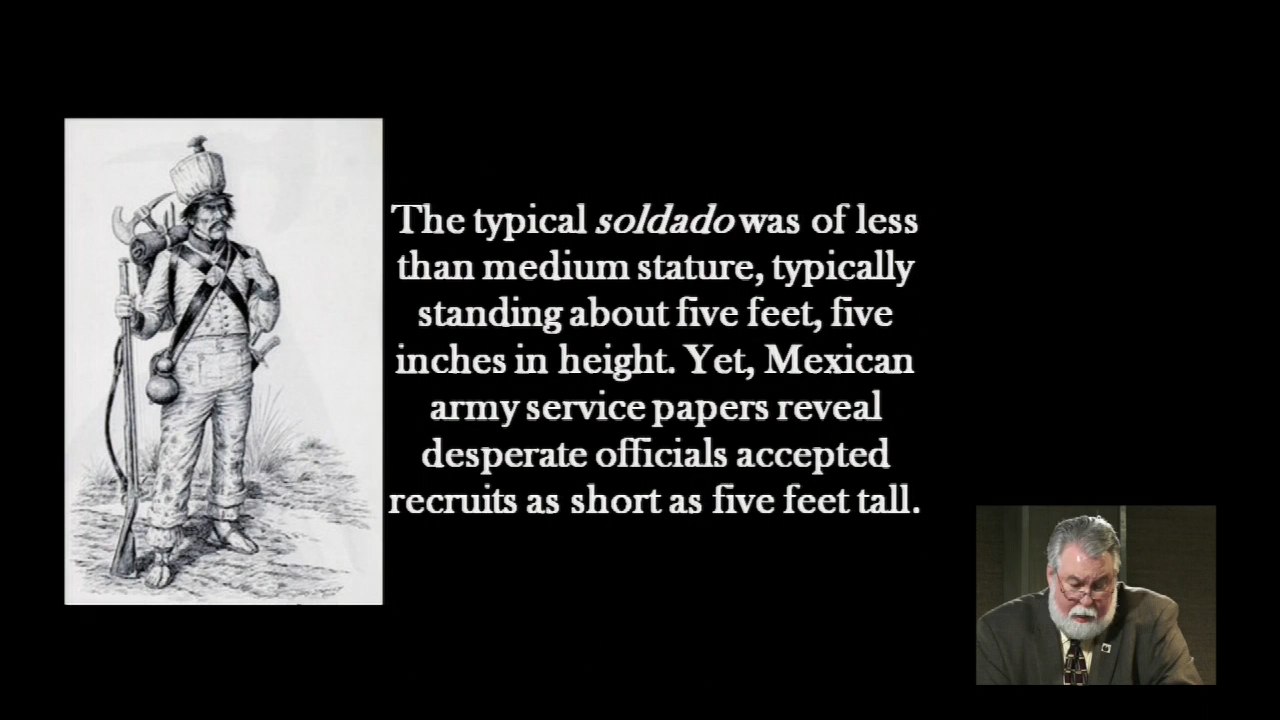 The typical soldado was of less
than medium stature, typically
standing about five feet, five
inches in height. Yet, Mexican
army service papers reveal
desperate officials accepted
recruits as short as five feet tall.